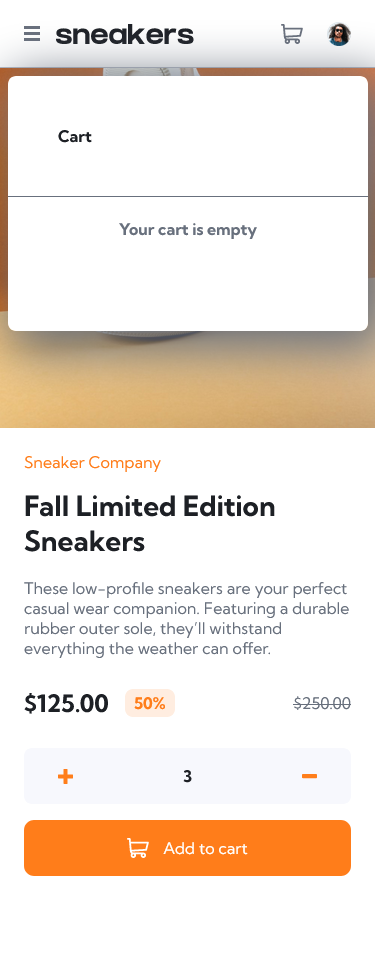 sneakers
Cart
Your cart is empty
Sneaker Company
Fall Limited Edition
Sneakers
These low-profile sneakers are your perfect
casual wear companion. Featuring a durable
rubber outer sole, they’ll withstand
everything the weather can offer.
$125.00 50% $250.00
+ 3 −
Add to cart